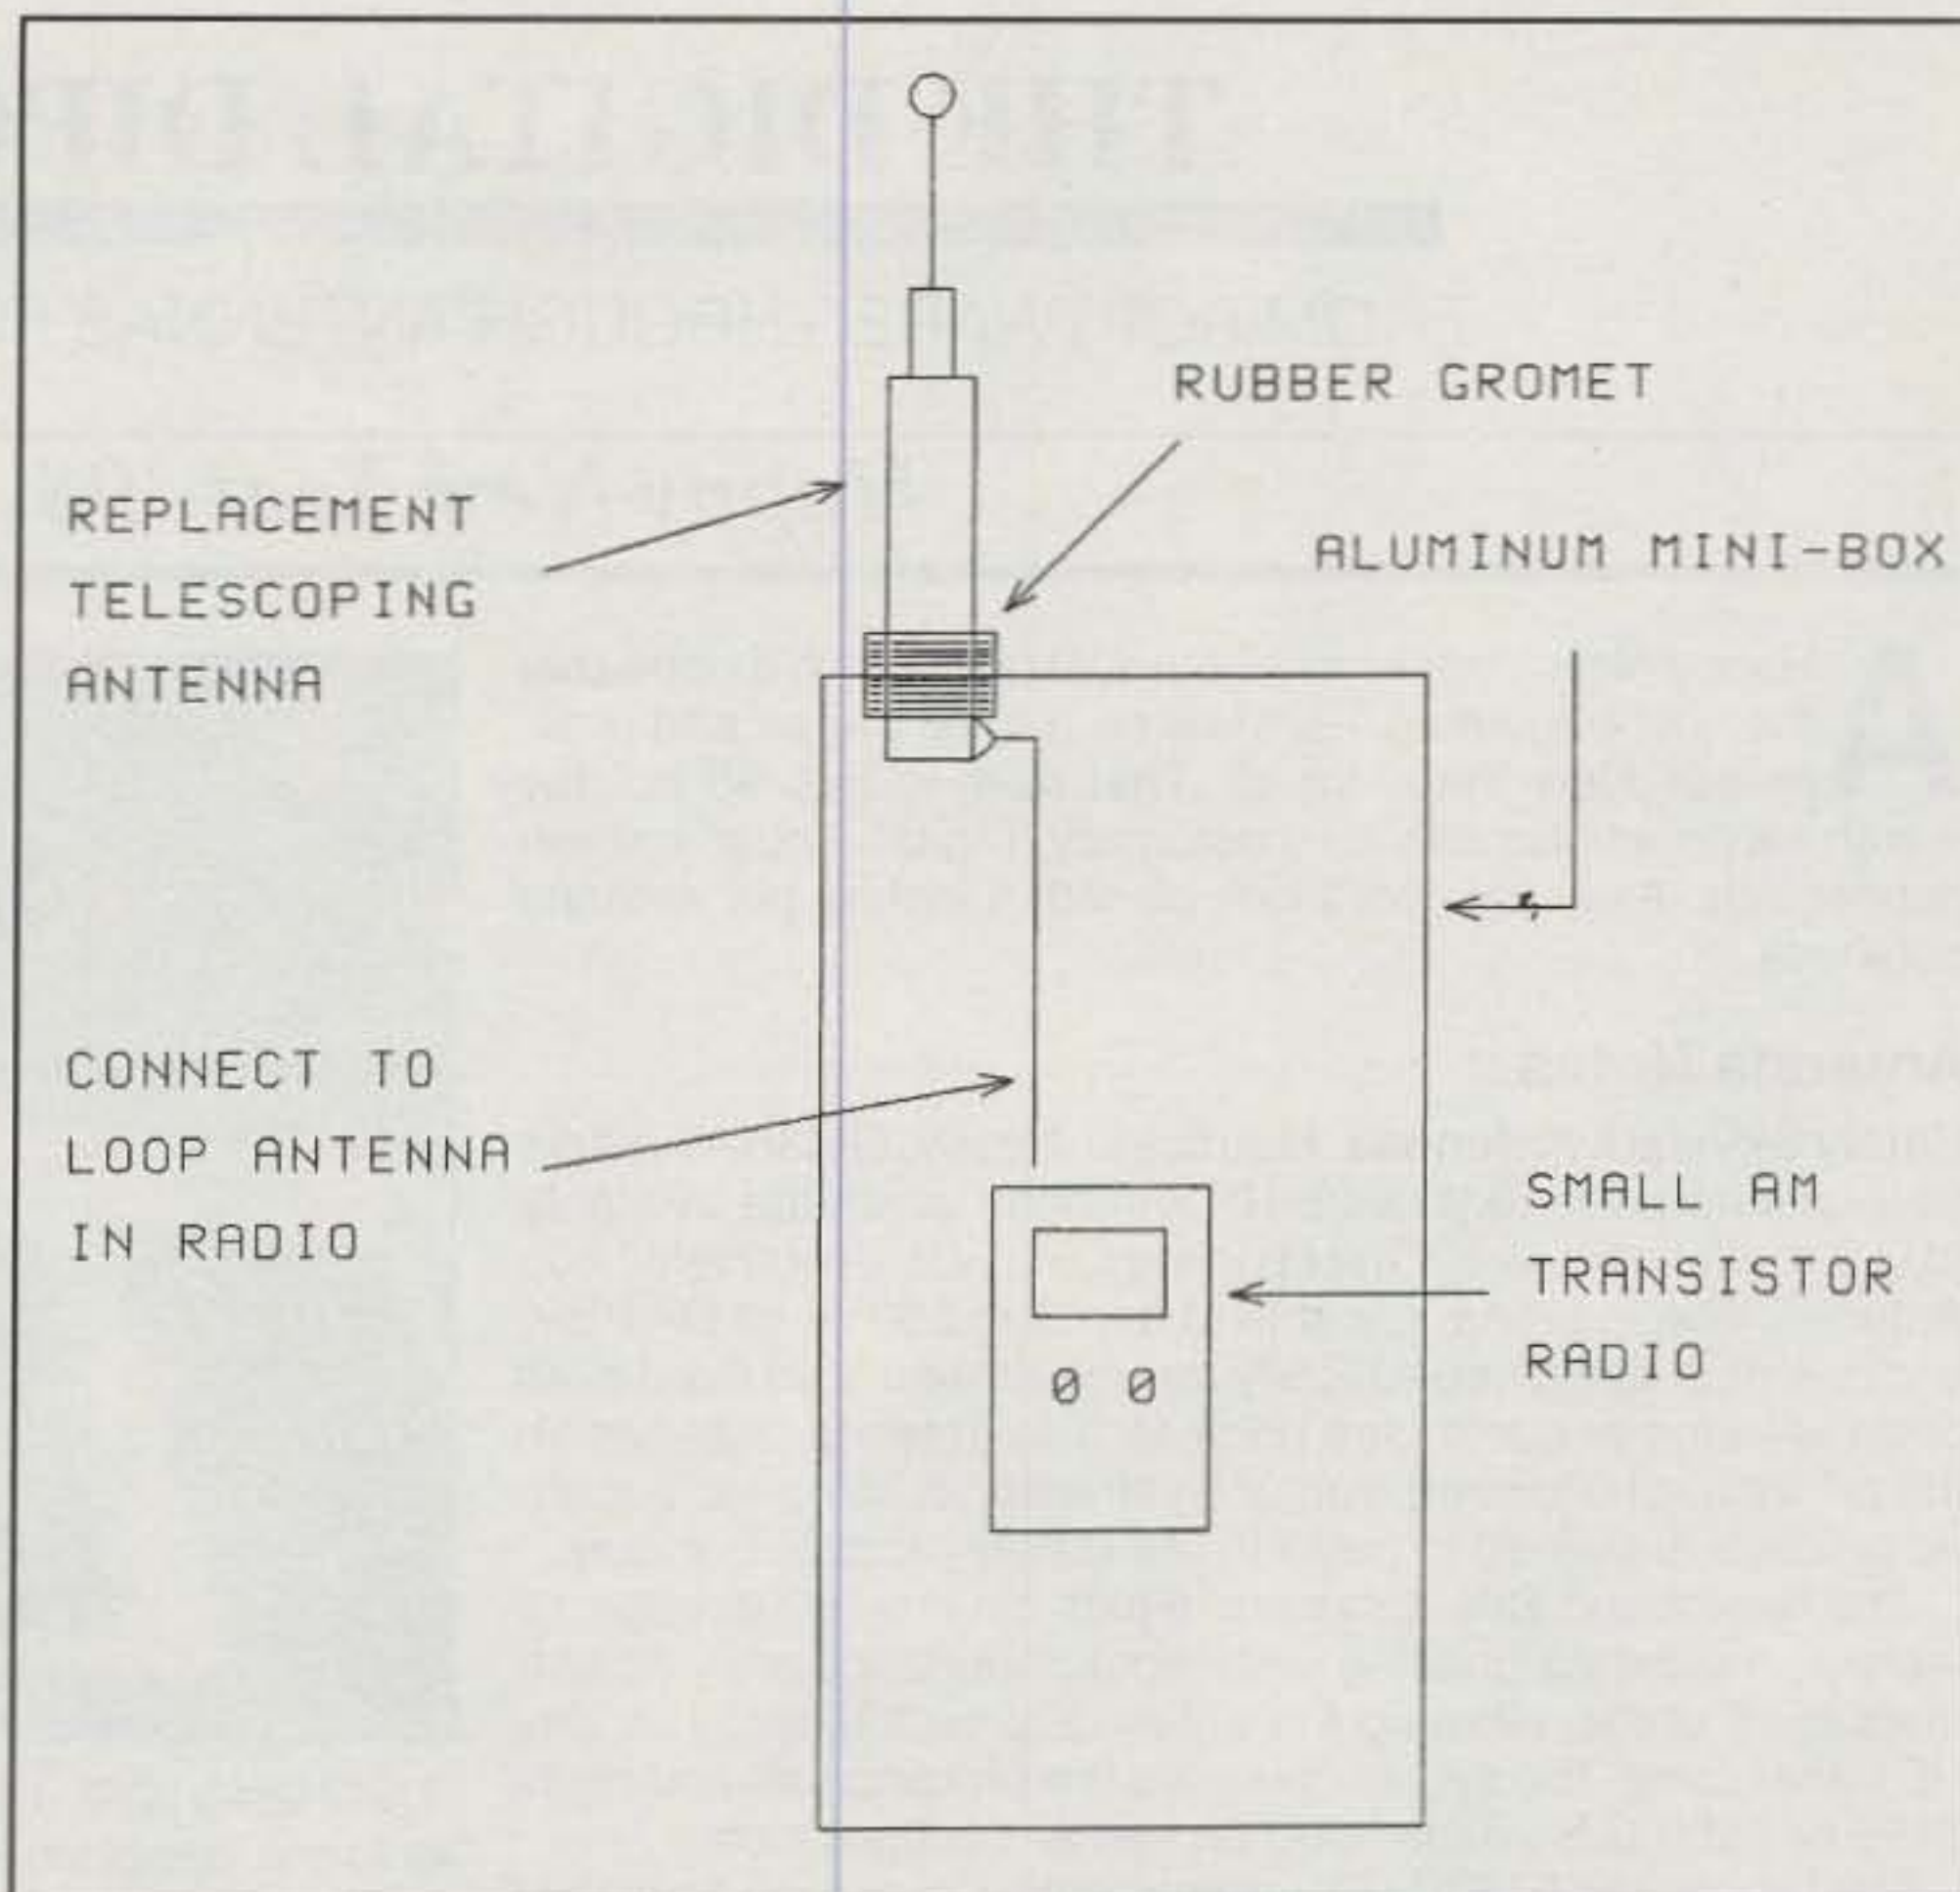 RUBBER GROMET
REPLACEMENT
TELESCOPING
ANTENNA
ALUMINUM MINI-BOX
CONNECT TO
LOOP ANTENNA
IN RADIO
SMALL AM
TRANSISTOR
RADIO
0 0